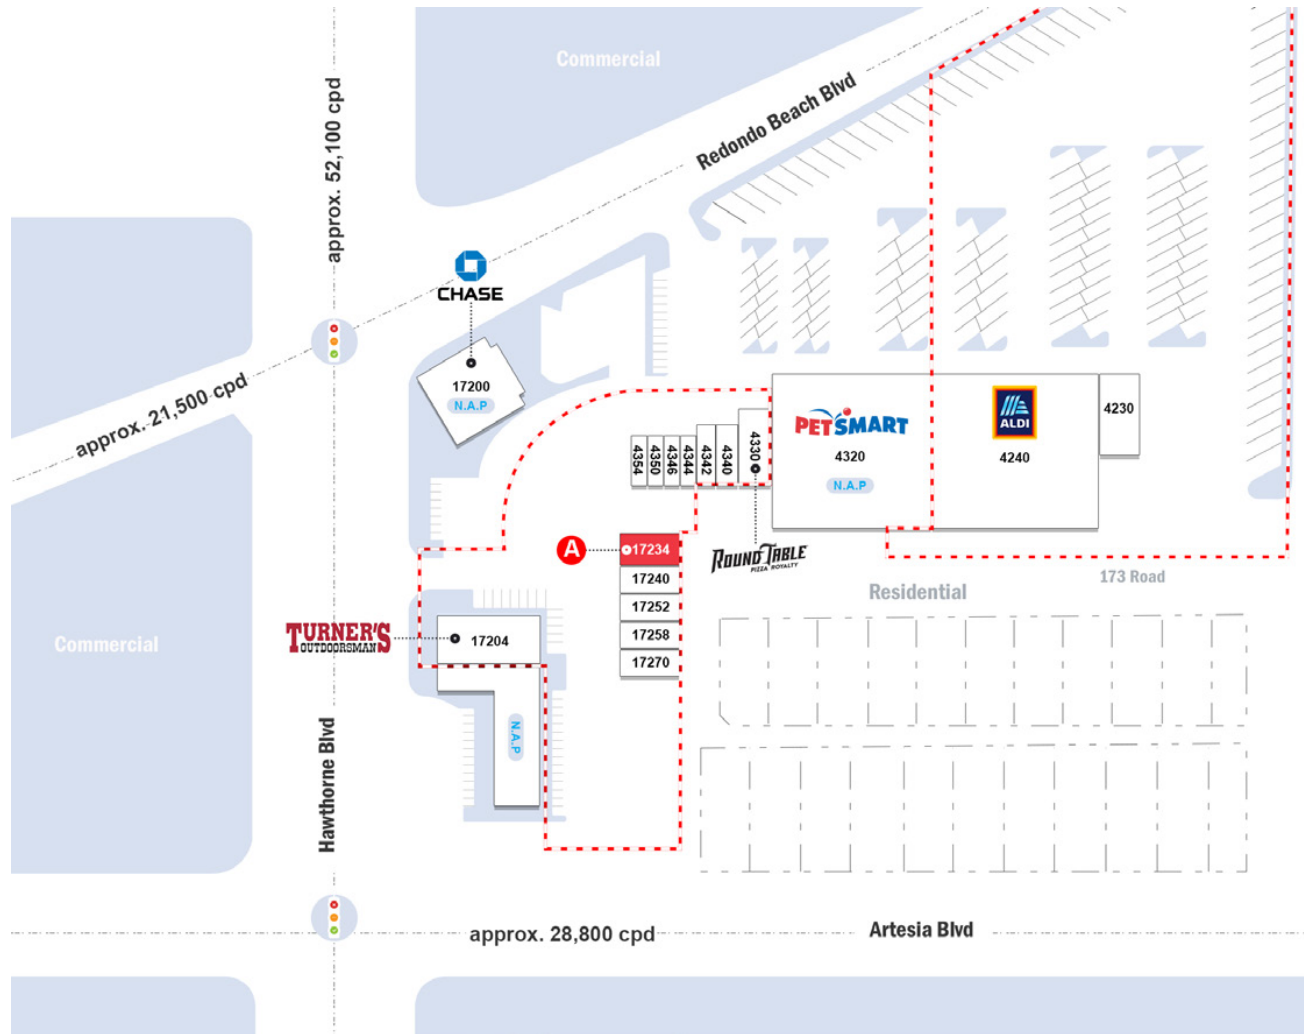 Commercial
approx. 52,100 cpd
Redondo Beach Blvd
CHASE
approx. 21,500 cpd
17200
N.A.P
4354
4350
4346
4344
4342
4340
4330
PETSMART
4320
N.A.P
ALDI
4240
4230
A
17234
17240
17252
17258
17270
ROUND TABLE
PIZZA ROYALTY
173 Road
Residential
Commercial
TURNER'S
OUTDOORSMAN
17204
N.A.P
Hawthorne Blvd
approx. 28,800 cpd
Artesia Blvd